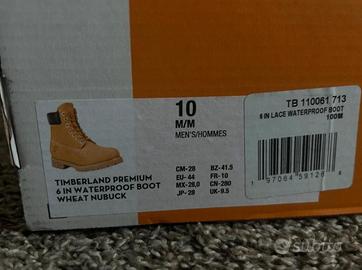 TB 110061 713
6 IN LACE WATERPROOF BOOT
100M
10
M/M
MEN'S/HOMMES
TIMBERLAND PREMIUM
6 IN WATERPROOF BOOT
WHEAT NUBUCK
CM-28 BZ-41.5
EU-44 FR-10
MX-28,0 CN-280
JP-28 UK-9.5
subito